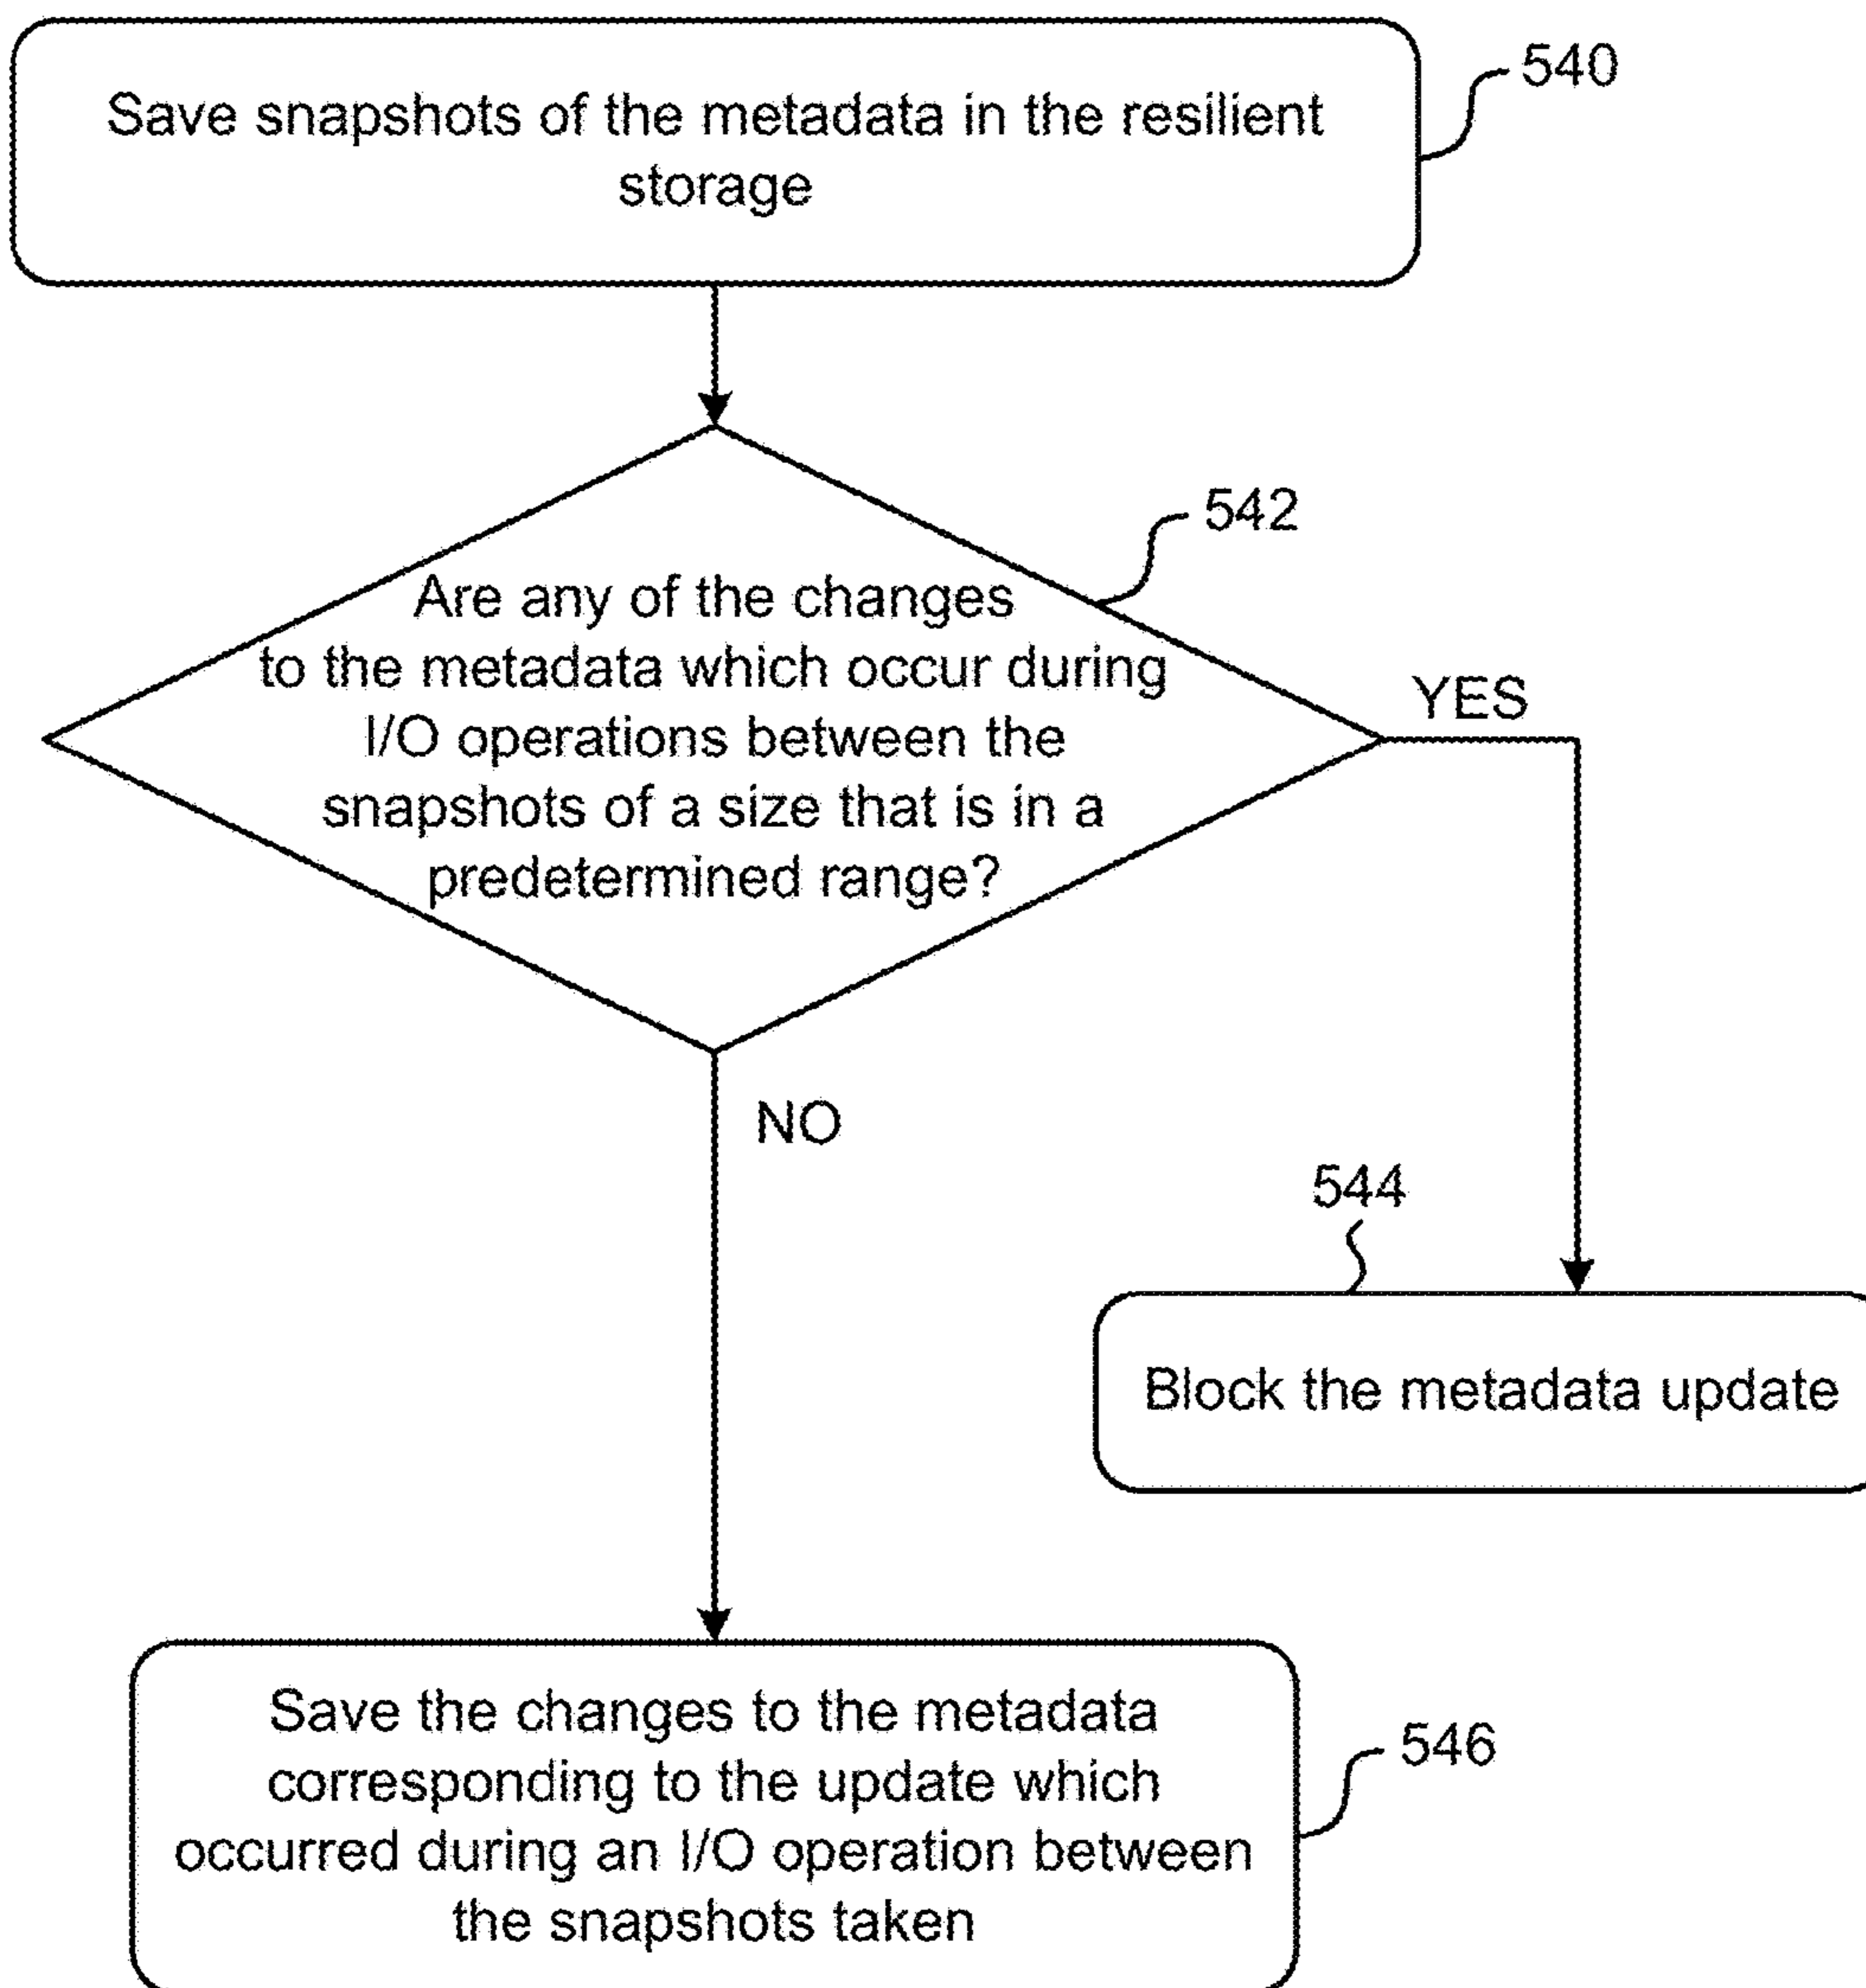 Save snapshots of the metadata in the resilient
storage
540
542
Are any of the changes
to the metadata which occur during
I/O operations between the
snapshots of a size that is in a
predetermined range?
YES
NO
544
Block the metadata update
Save the changes to the metadata
corresponding to the update which
occurred during an I/O operation between
the snapshots taken
546